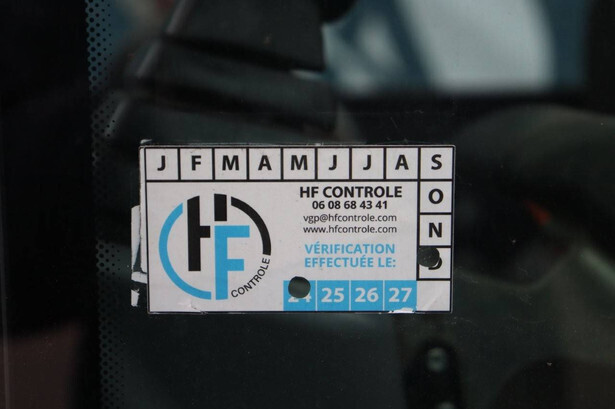 J F M A M J J A S
O
N
D
HF
CONTROLE
HF CONTROLE
06 08 68 43 41
vgp@hfcontrole.com
www.hfcontrole.com
VÉRIFICATION
EFFECTUÉE LE:
24 25 26 27